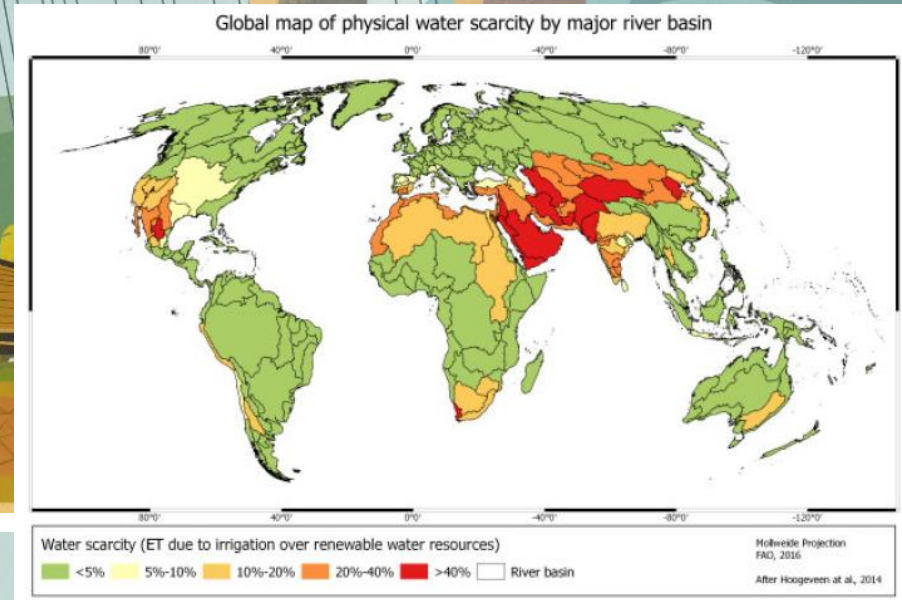 Global map of physical water scarcity by major river basin
80°0' 40°0' 0°0' -40°0' -80°0' -120°0'
80°0' 40°0' 0°0' -40°0' -80°0' -120°0'
Water scarcity (ET due to irrigation over renewable water resources)
<5% 5%-10% 10%-20% 20%-40% >40% River basin
Mollweide Projection
FAO, 2016
After Hoogeveen at al., 2014